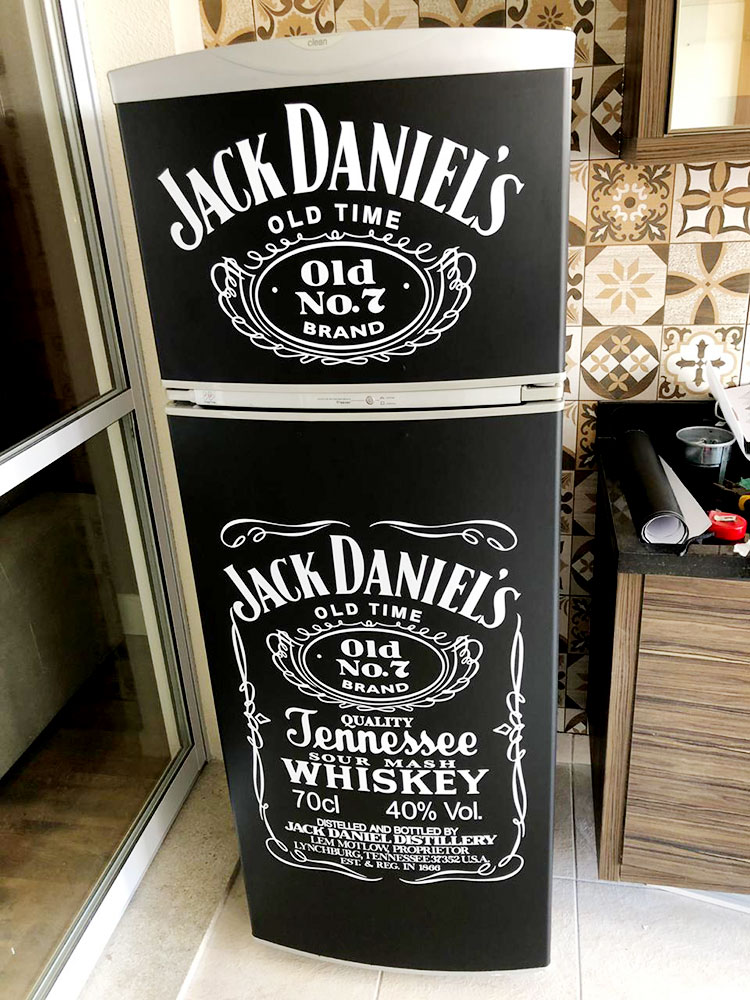 clean
JACK DANIEL'S
OLD TIME
Old
No.7
BRAND
JACK DANIEL'S
OLD TIME
Old
No.7
BRAND
QUALITY
Tennessee
SOUR MASH
WHISKEY
70cl 40% Vol.
DISTELLED AND BOTTLED BY
JACK DANIEL DISTILLERY
LEM MOTLOW, PROPRIETOR
LYNCHBURG, TENNESSEE 37352 U.S.A.
EST. & REG. IN 1866